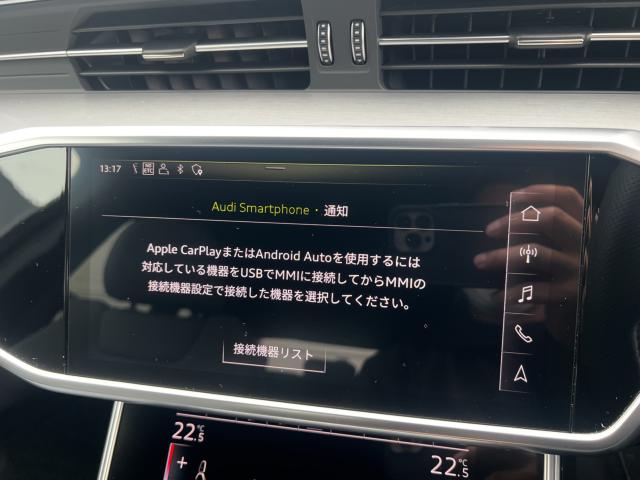 13:17
NO
ETC
Audi Smartphone・通知
Apple CarPlayまたはAndroid Autoを使用するには
対応している機器をUSBでMMIに接続してからMMIの
接続機器設定で接続した機器を選択してください。
接続機器リスト
22.5 °C
22.5 °C
+